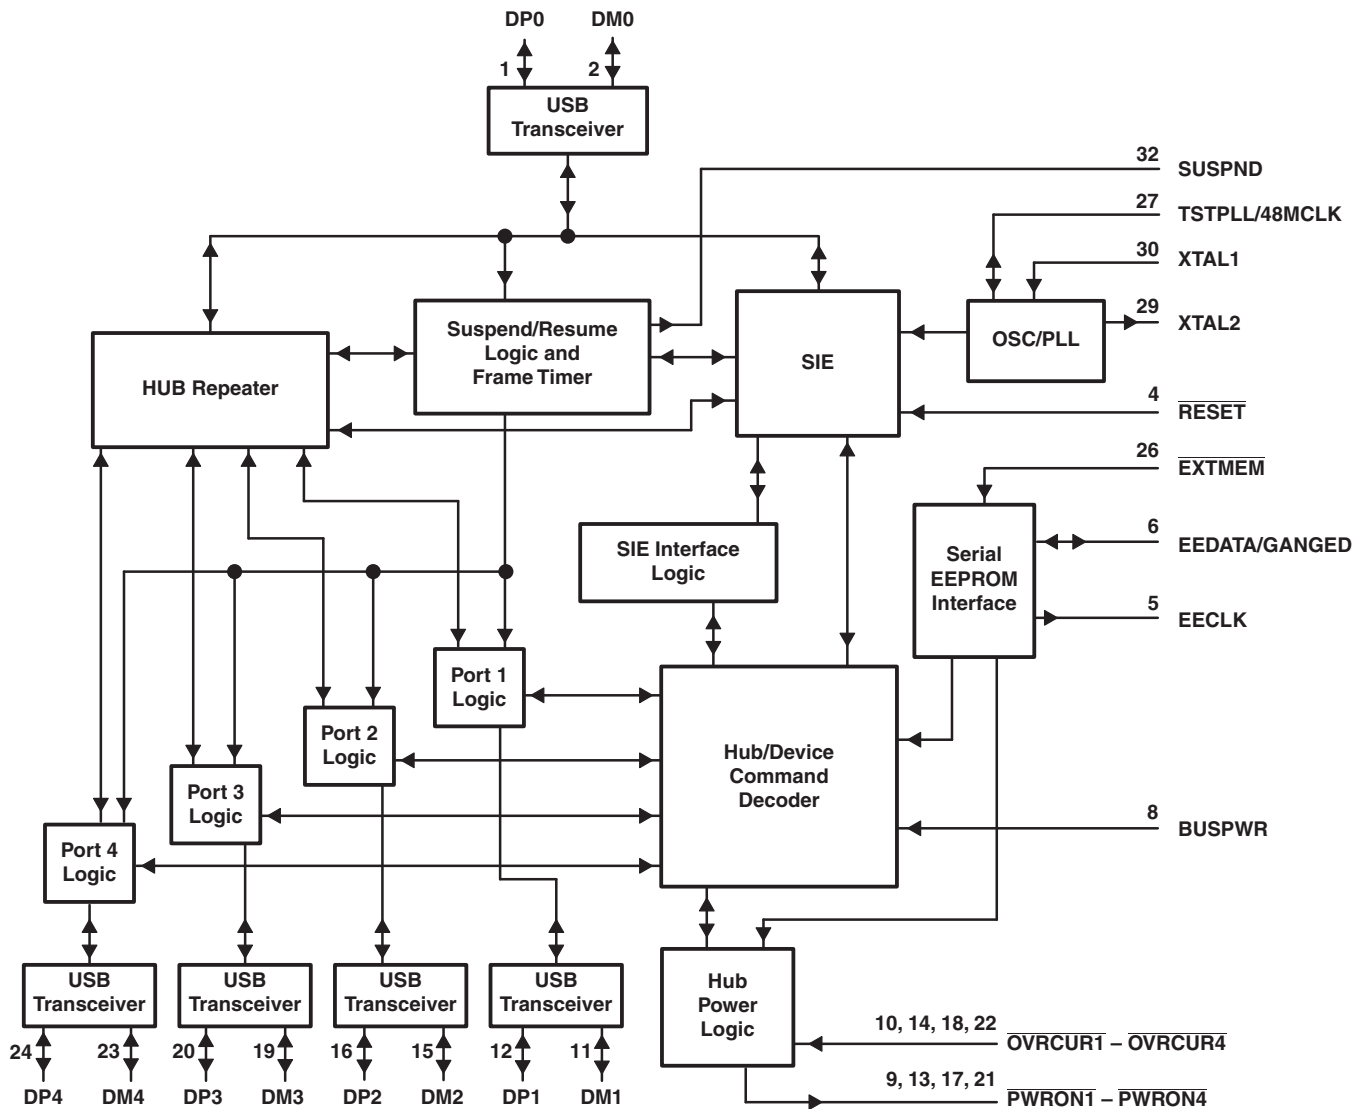 DP0 DM0
1 2
USB
Transceiver
32 SUSPND
27 TSTPLL/48MCLK
30 XTAL1
29 XTAL2
OSC/PLL
Suspend/Resume
Logic and
Frame Timer
SIE
HUB Repeater
4 RESET
26 EXTMEM
6 EEDATA/GANGED
5 EECLK
Serial
EEPROM
Interface
SIE Interface
Logic
Port 1
Logic
Port 2
Logic
Port 3
Logic
Port 4
Logic
Hub/Device
Command
Decoder
8 BUSPWR
USB
Transceiver
USB
Transceiver
USB
Transceiver
USB
Transceiver
Hub
Power
Logic
10, 14, 18, 22 OVRCUR1 – OVRCUR4
9, 13, 17, 21 PWRON1 – PWRON4
24 23 20 19 16 15 12 11
DP4 DM4 DP3 DM3 DP2 DM2 DP1 DM1